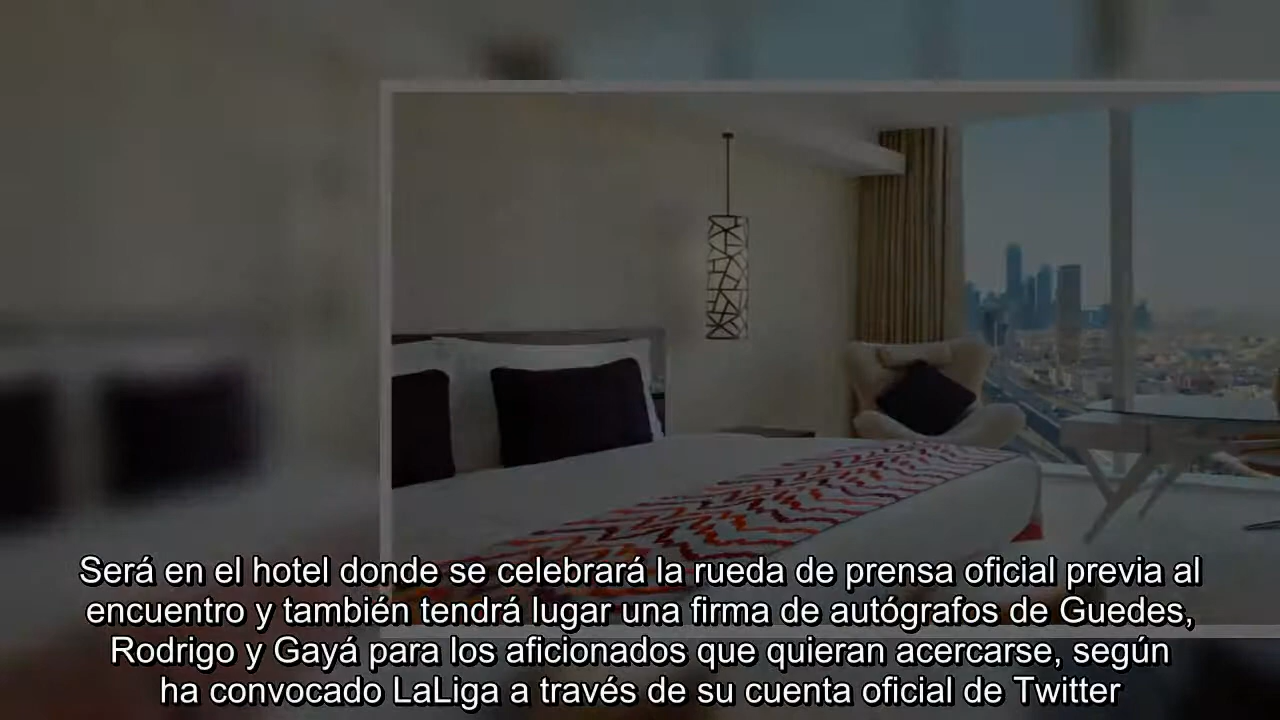 Será en el hotel donde se celebrará la rueda de prensa oficial previa al
encuentro y también tendrá lugar una firma de autógrafos de Guedes,
Rodrigo y Gayá para los aficionados que quieran acercarse, según
ha convocado LaLiga a través de su cuenta oficial de Twitter